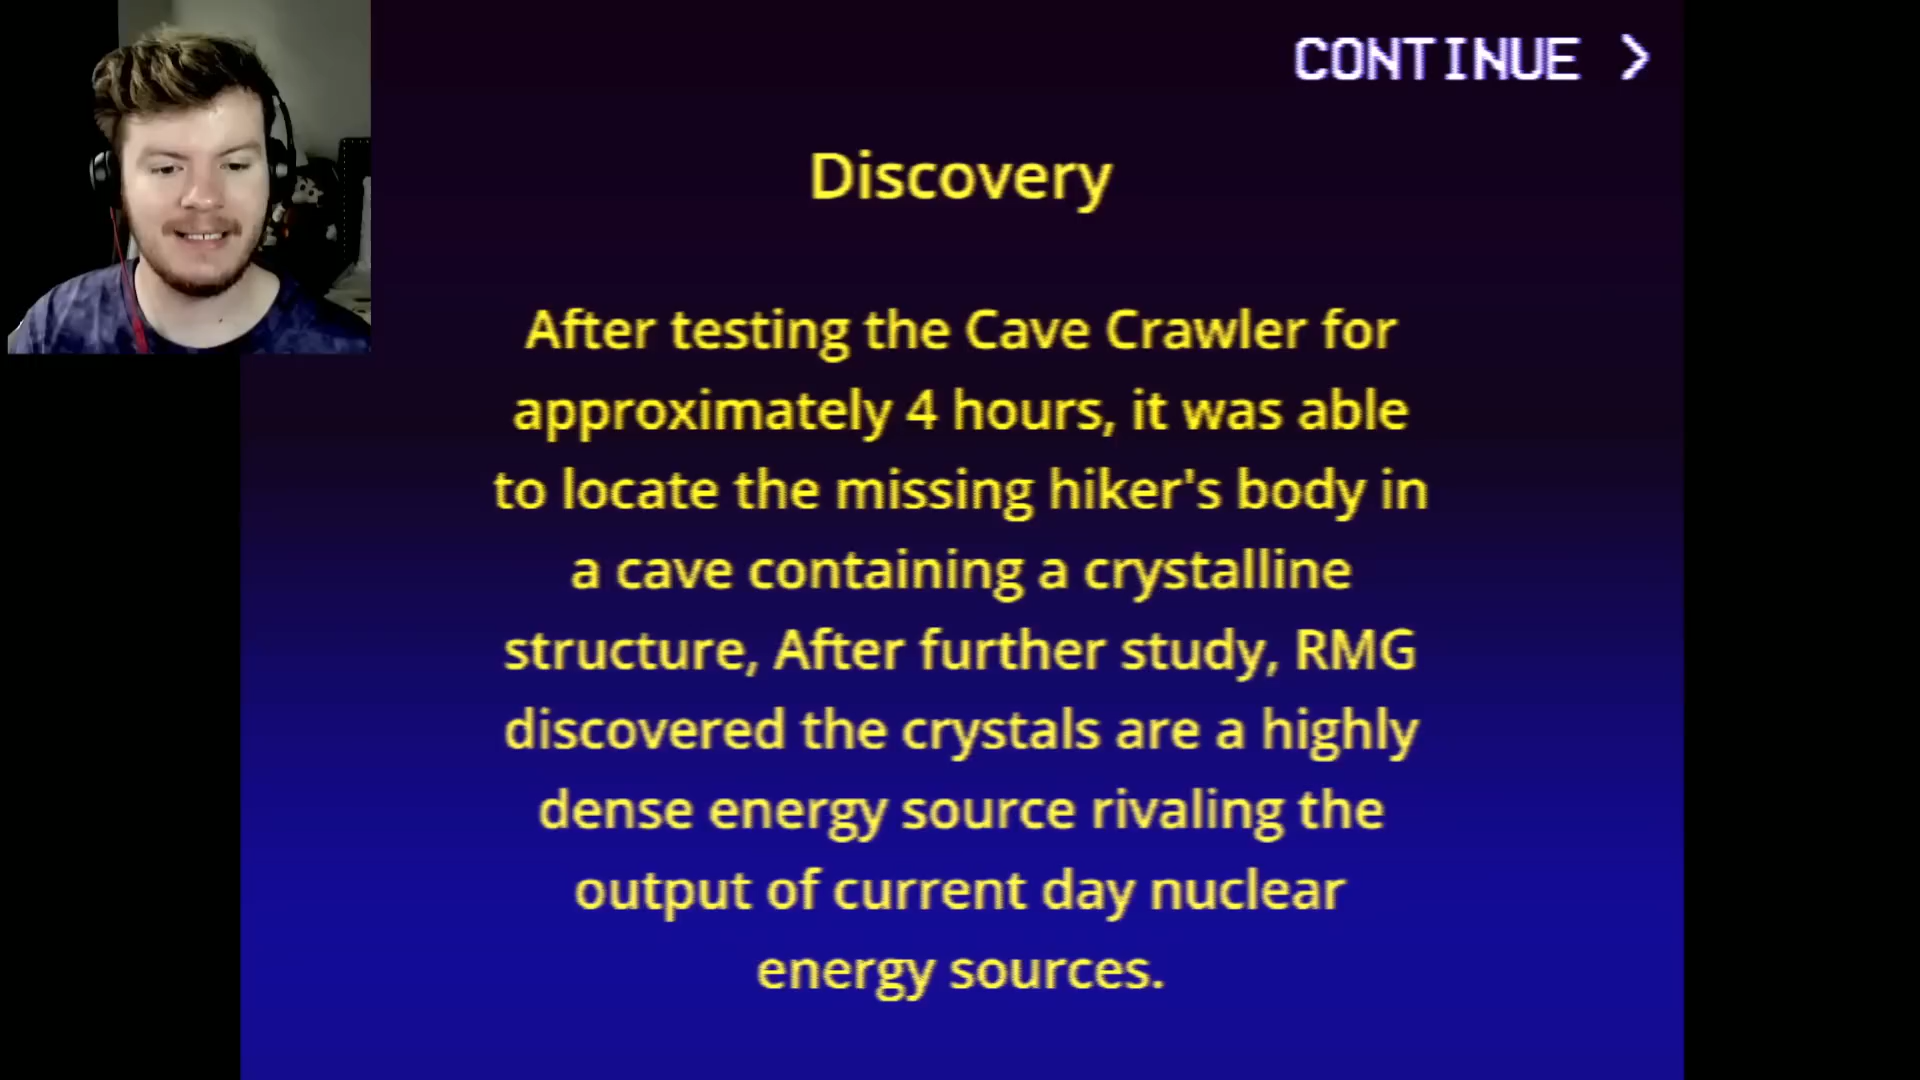 CONTINUE >
Discovery
After testing the Cave Crawler for
approximately 4 hours, it was able
to locate the missing hiker's body in
a cave containing a crystalline
structure, After further study, RMG
discovered the crystals are a highly
dense energy source rivaling the
output of current day nuclear
energy sources.